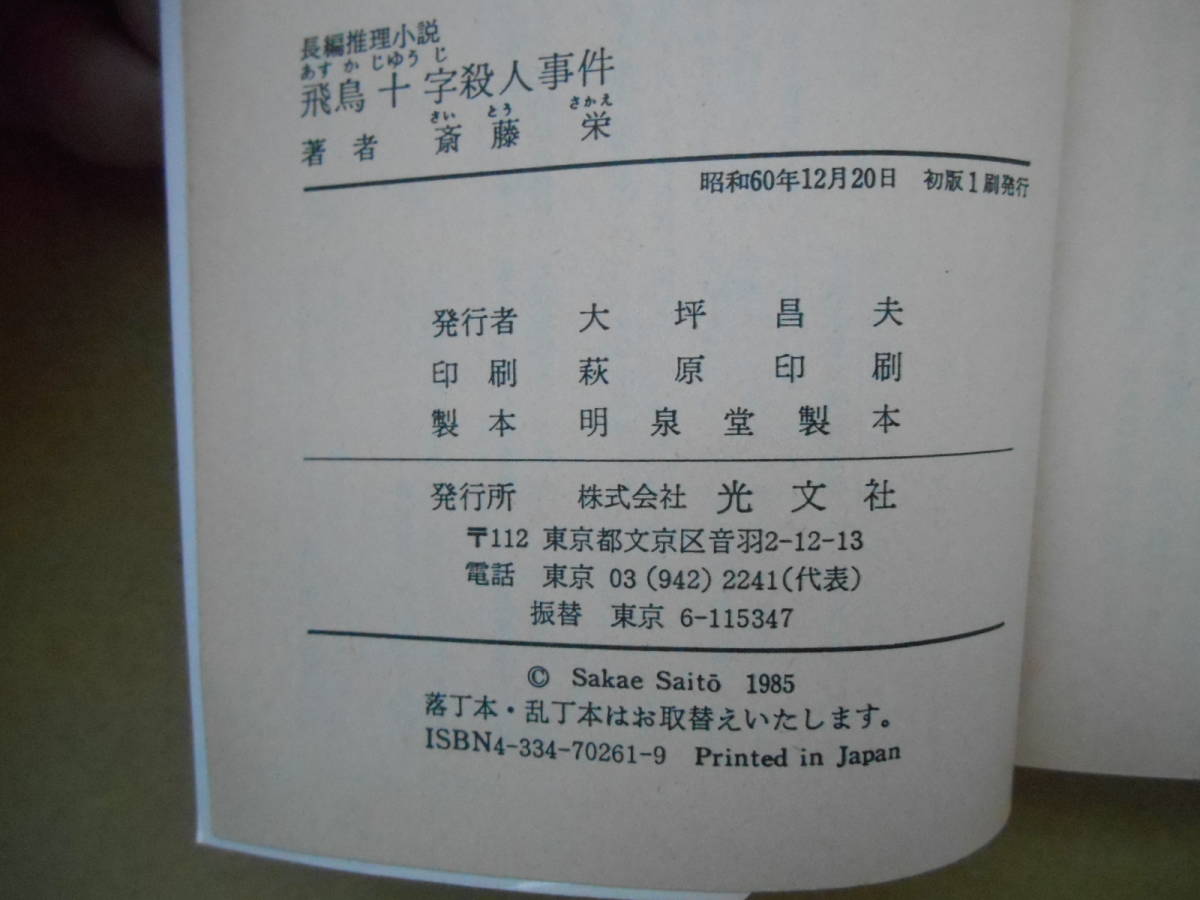 長編推理小説
あすかじゆうじ
飛鳥十字殺人事件
さいとう さかえ
著者 斎藤 栄
昭和60年12月20日 初版1刷発行
発行者 大坪昌夫
印刷 萩原印刷
製本 明泉堂製本
発行所 株式会社 光文社
〒112 東京都文京区音羽2-12-13
電話 東京 03(942)2241(代表)
振替 東京 6-115347
© Sakae Saitō 1985
落丁本・乱丁本はお取替えいたします。
ISBN4-334-70261-9 Printed in Japan